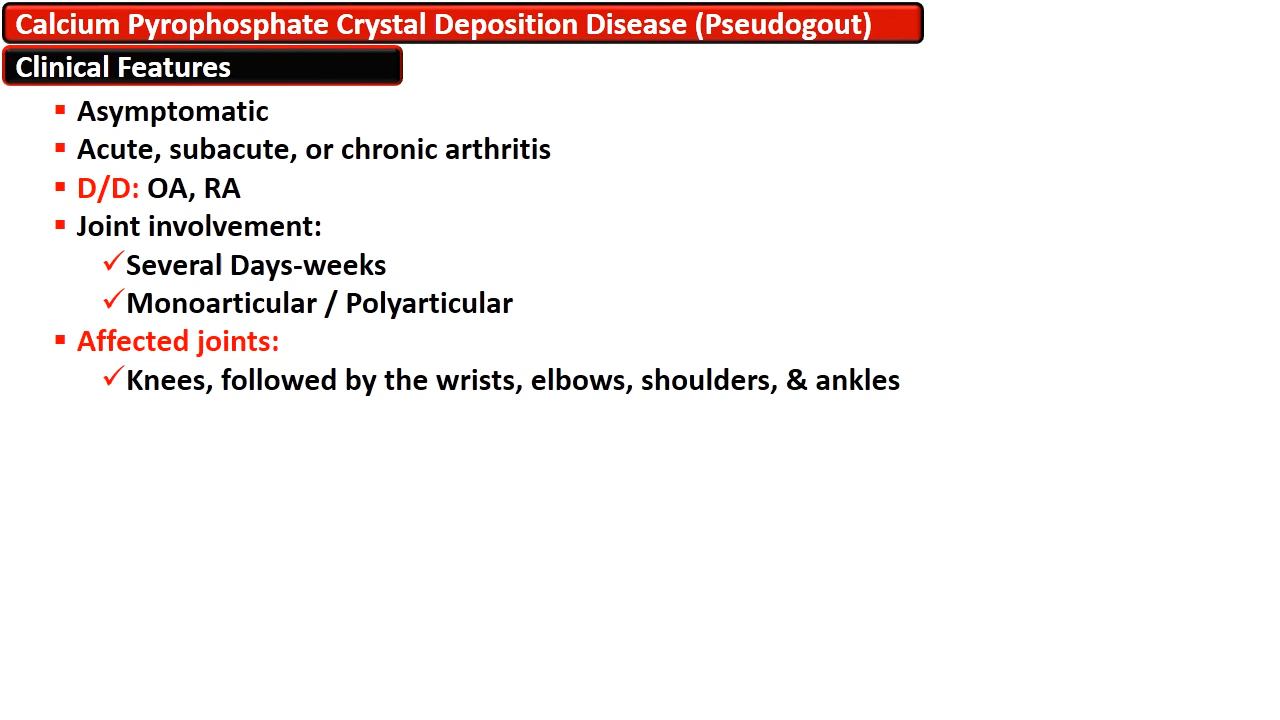 Calcium Pyrophosphate Crystal Deposition Disease (Pseudogout)
Clinical Features
▪ Asymptomatic
▪ Acute, subacute, or chronic arthritis
▪ D/D: OA, RA
▪ Joint involvement:
✓ Several Days-weeks
✓ Monoarticular / Polyarticular
▪ Affected joints:
✓ Knees, followed by the wrists, elbows, shoulders, & ankles